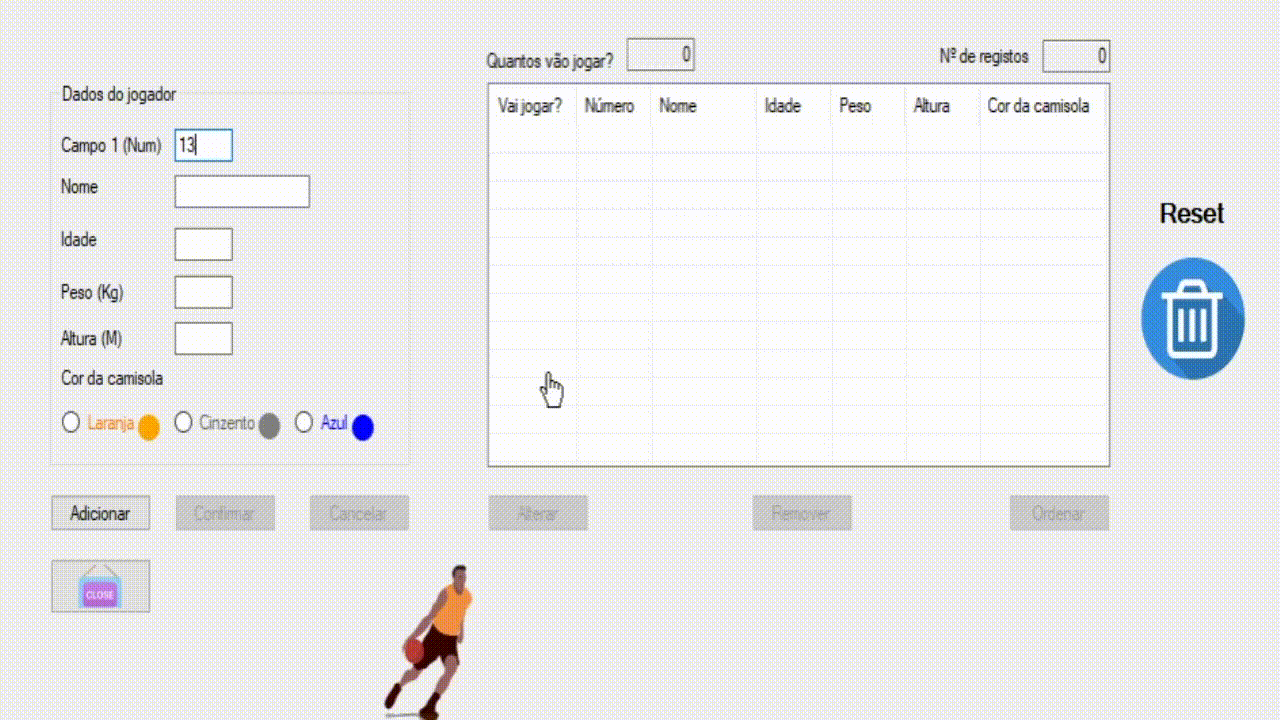 Quantos vão jogar? 0
Nº de registos 0
Dados do jogador
Vai jogar? Número Nome Idade Peso Altura Cor da camisola
Campo 1 (Num) 13
Nome
Idade
Peso (Kg)
Altura (M)
Cor da camisola
Laranja Cinzento Azul
Reset
Adicionar Confirmar Cancelar Alterar Remover Ordenar
CLOSE